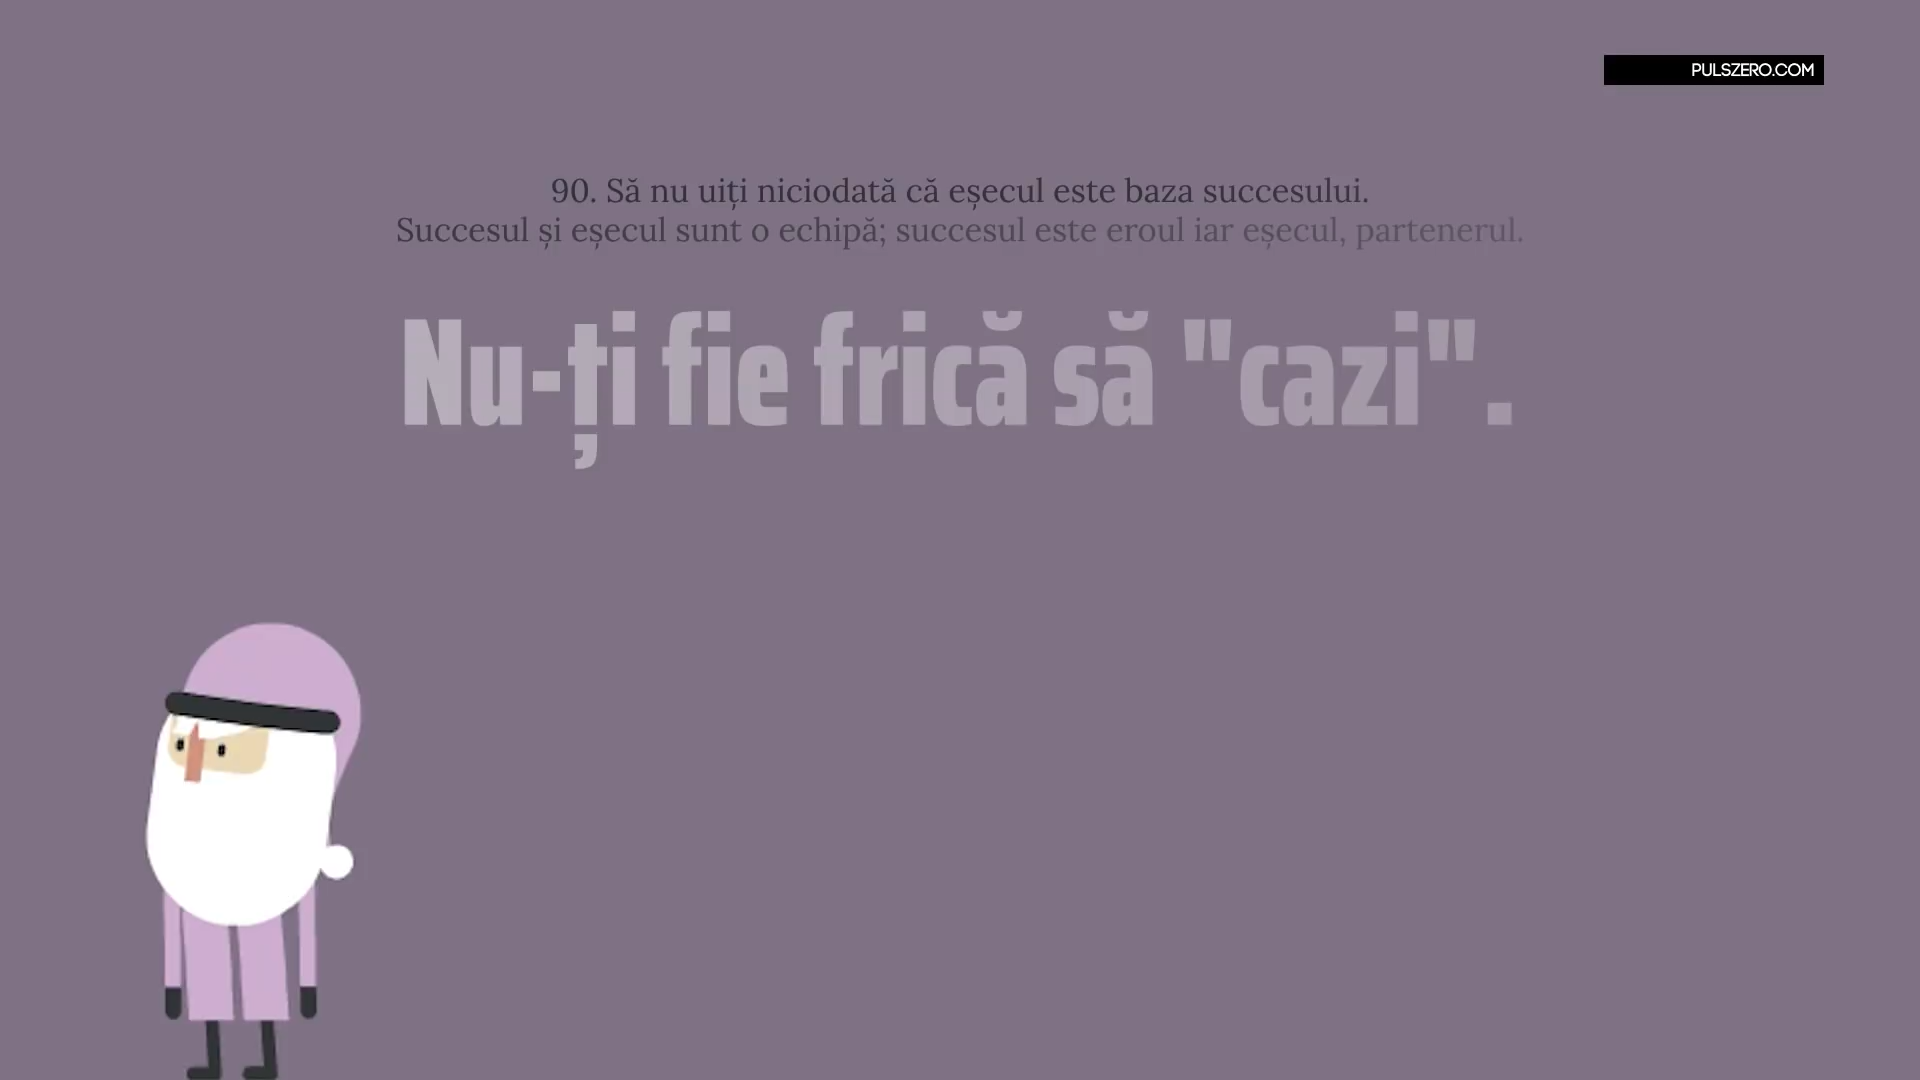 PULSZERO.COM
90. Să nu uiți niciodată că eșecul este baza succesului.
Succesul și eșecul sunt o echipă; succesul este eroul iar eșecul, partenerul.
Nu-ți fie frică să "cazi".